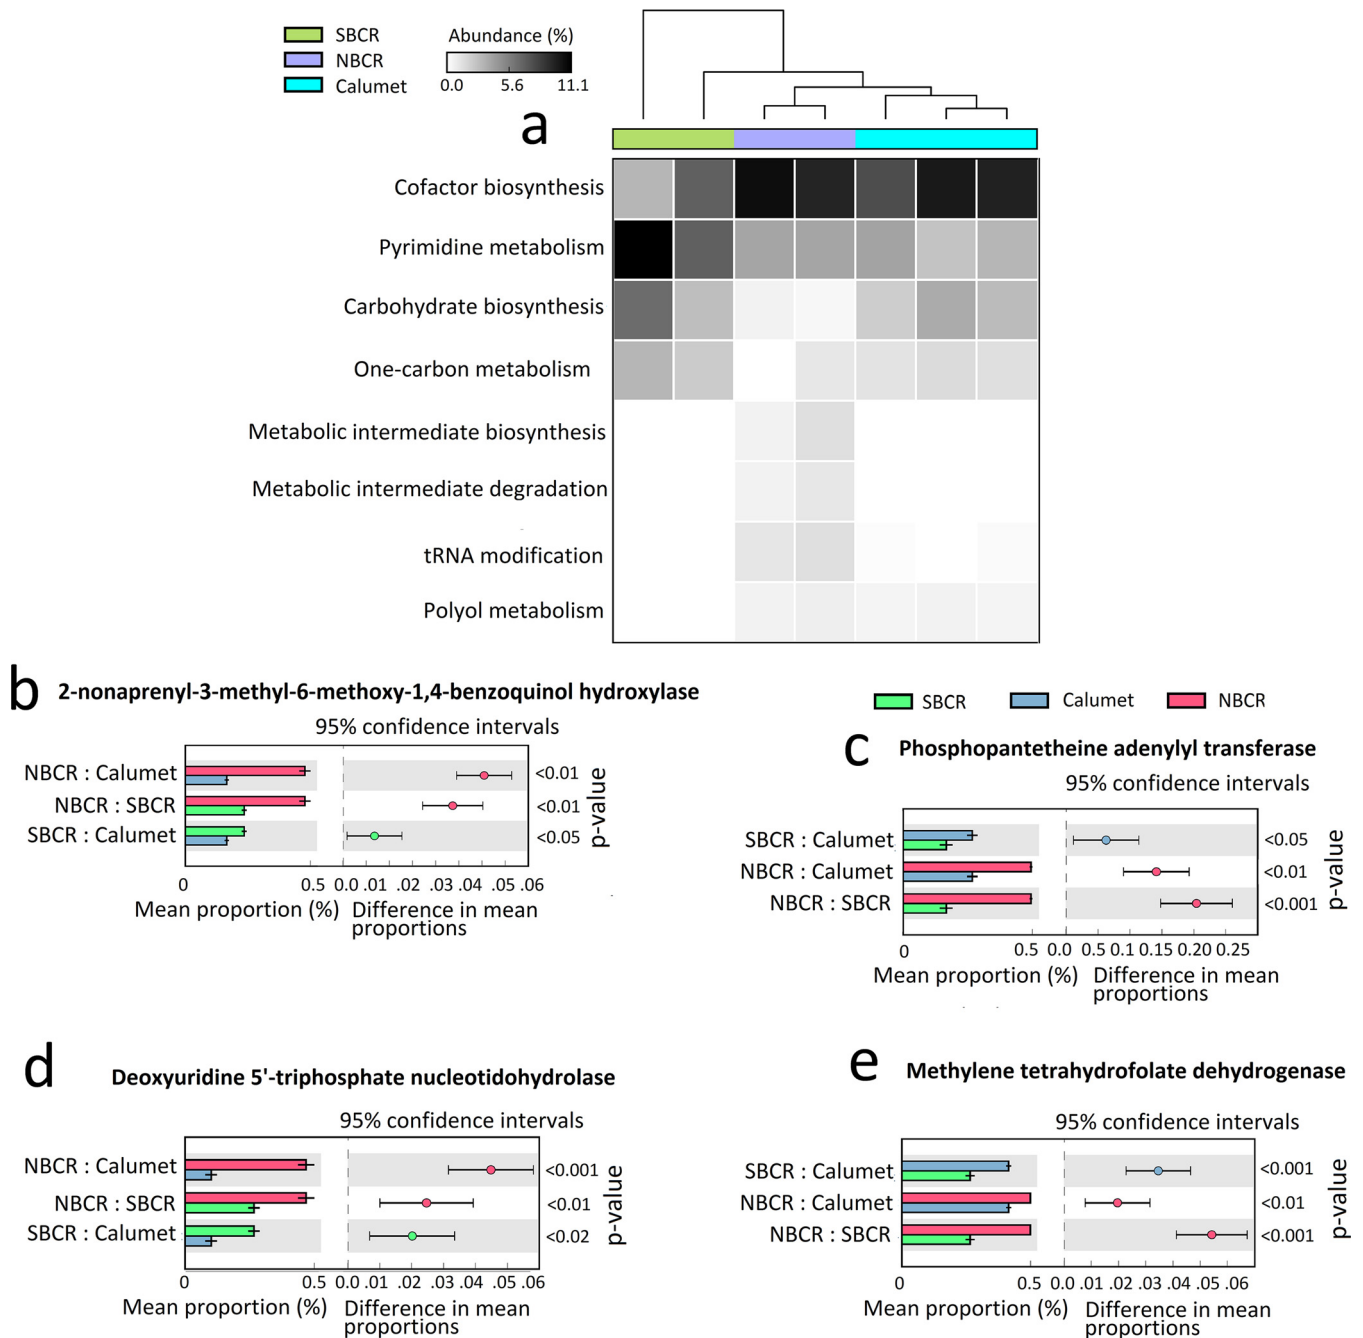 SBCR
NBCR
Calumet
Abundance (%)
0.0 5.6 11.1
a
Cofactor biosynthesis
Pyrimidine metabolism
Carbohydrate biosynthesis
One-carbon metabolism
Metabolic intermediate biosynthesis
Metabolic intermediate degradation
tRNA modification
Polyol metabolism
b
2-nonaprenyl-3-methyl-6-methoxy-1,4-benzoquinol hydroxylase
95% confidence intervals
NBCR : Calumet <0.01
NBCR : SBCR <0.01
SBCR : Calumet <0.05
p-value
0 0.5 0.0 .01 .02 .03 .04 .05 .06
Mean proportion (%) Difference in mean
proportions
SBCR Calumet NBCR
c
Phosphopantetheine adenylyl transferase
95% confidence intervals
SBCR : Calumet <0.05
NBCR : Calumet <0.01
NBCR : SBCR <0.001
p-value
0 0.5 0.0 0.5 0.1 0.15 0.20 0.25
Mean proportion (%) Difference in mean
proportions
d
Deoxyuridine 5'-triphosphate nucleotidohydrolase
95% confidence intervals
NBCR : Calumet <0.001
NBCR : SBCR <0.01
SBCR : Calumet <0.02
p-value
0 0.5 0 .01 .02 .03 .04 .05 .06
Mean proportion (%) Difference in mean
proportions
e
Methylene tetrahydrofolate dehydrogenase
95% confidence intervals
SBCR : Calumet <0.001
NBCR : Calumet <0.01
NBCR : SBCR <0.001
p-value
0 0.5 0.0 .01 .02 .03 .04 .05 .06
Mean proportion (%) Difference in mean
proportions